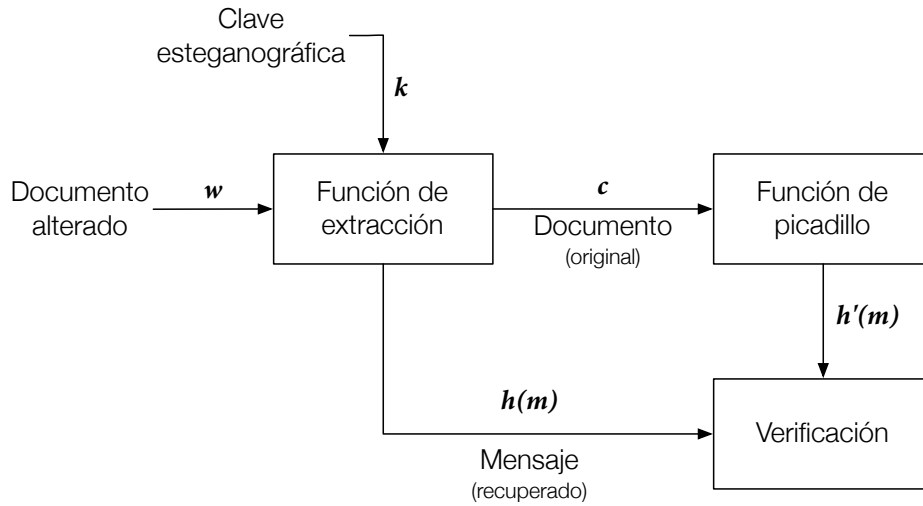 Clave
esteganográfica
k
Documento
alterado
w
Función de
extracción
c
Documento
(original)
Función de
picadillo
h'(m)
h(m)
Mensaje
(recuperado)
Verificación